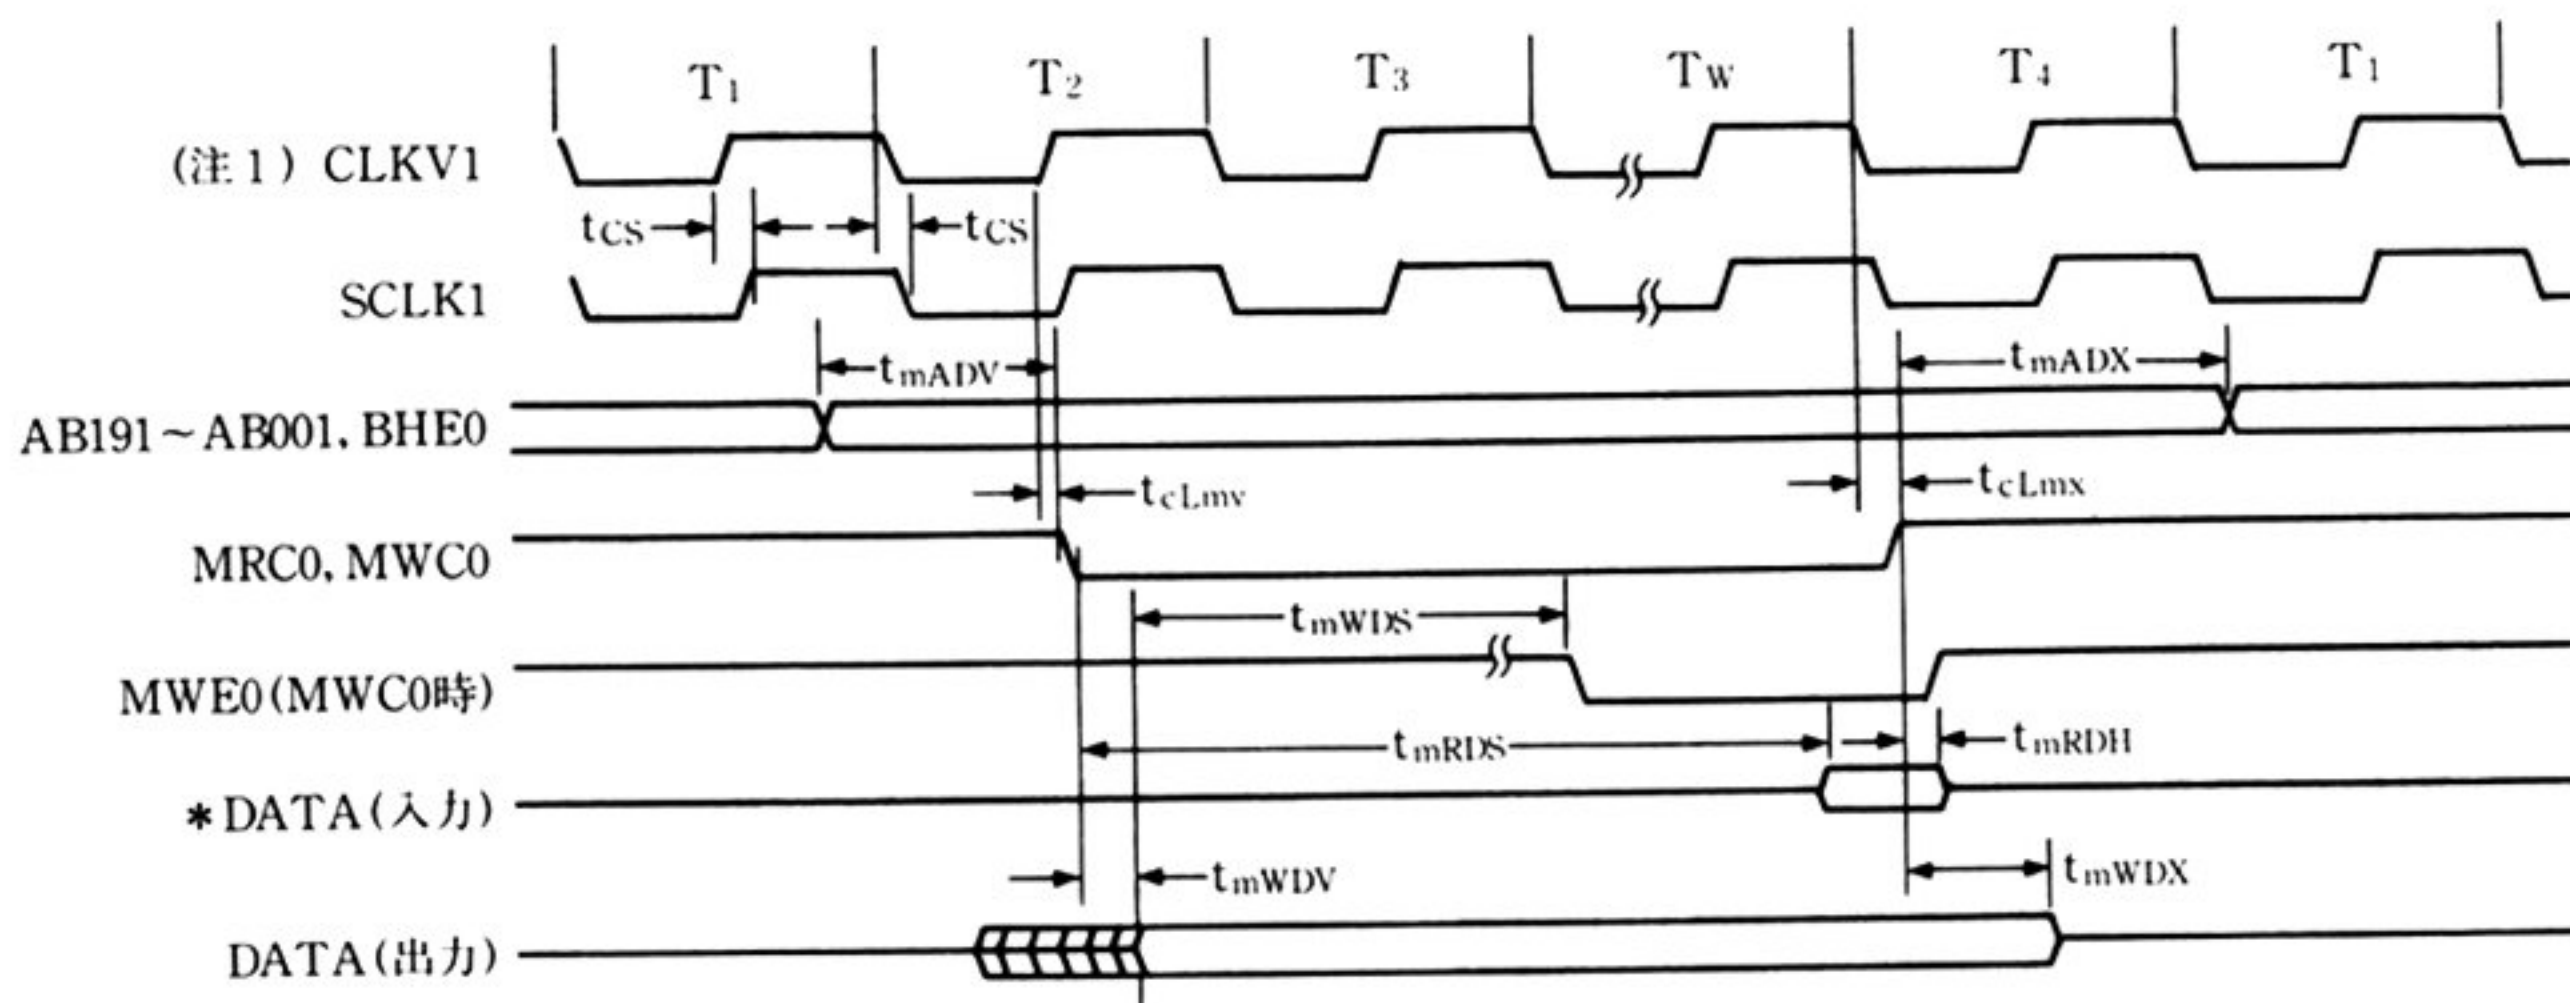 T1 T2 T3 TW T4 T1
(注1) CLKV1
tCS tCS
SCLK1
tmADV tmADX
AB191~AB001, BHE0
tcLmv tcLmx
MRC0, MWC0
tmWDS
MWE0(MWC0時)
tmRDS tmRDH
*DATA(入力)
tmWDV tmWDX
DATA(出力)